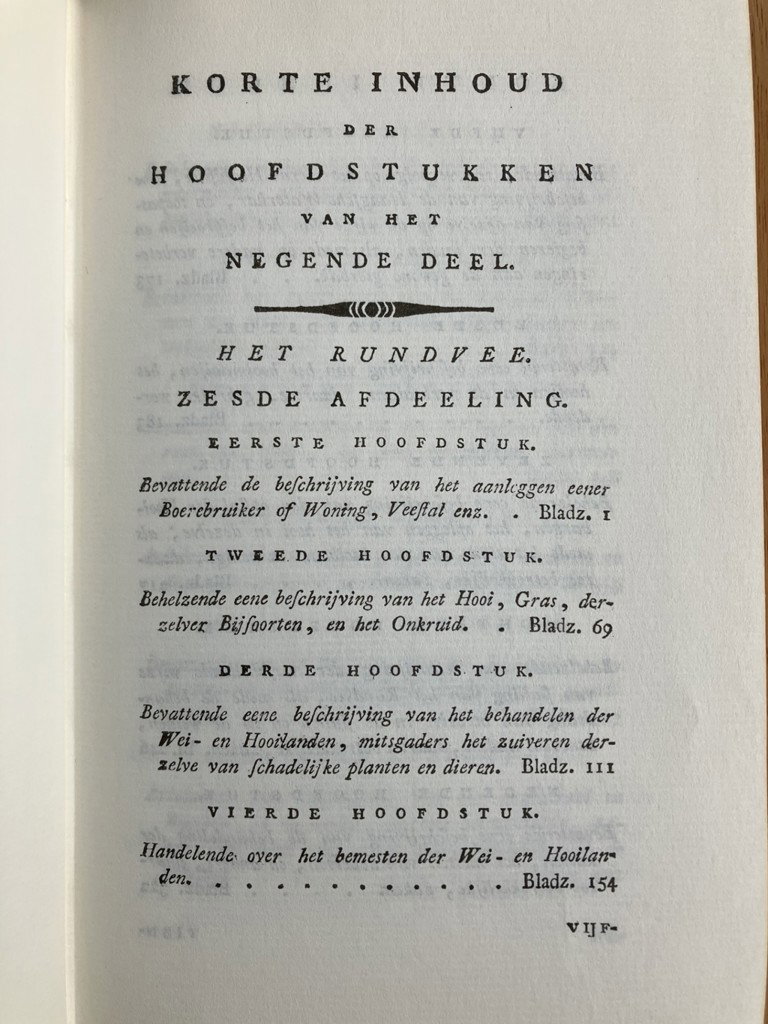 KORTE INHOUD
DER
HOOFDSTUKKEN
VAN HET
NEGENDE DEEL.
HET RUNDVEE.
ZESDE AFDEELING.
EERSTE HOOFDSTUK.
Bevattende de beſchrijving van het aanleggen eener
Boerebruiker of Woning, Veeſtal enz. . Bladz. 1
TWEEDE HOOFDSTUK.
Behelzende eene beſchrijving van het Hooi, Gras, der-
zelver Bijſoorten, en het Onkruid. . Bladz. 69
DERDE HOOFDSTUK.
Bevattende eene beſchrijving van het behandelen der
Wei- en Hooilanden, mitsgaders het zuiveren der-
zelve van ſchadelijke planten en dieren. Bladz. 111
VIERDE HOOFDSTUK.
Handelende over het bemesten der Wei- en Hooilan-
den. . . . . . . . . . . . Bladz. 154
VIJF-